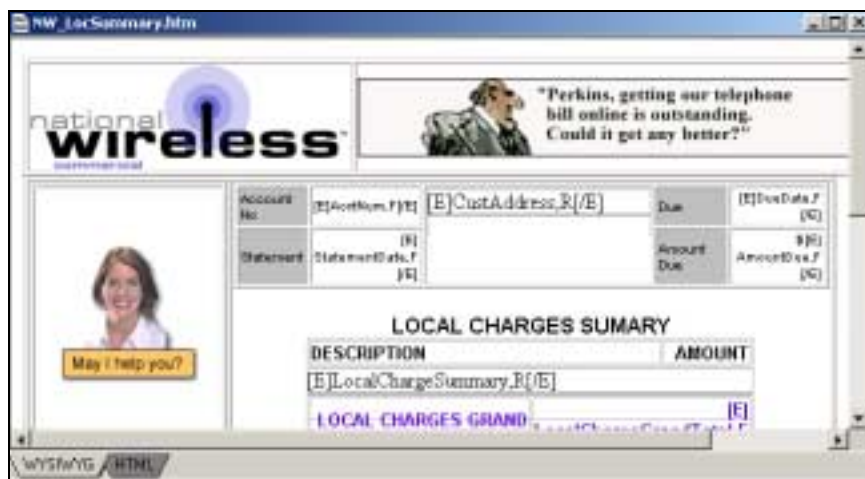 NW_LocSummary.htm
national
wireless
commercial
"Perkins, getting our telephone
bill online is outstanding.
Could it get any better?"
Account
No
[E]AcctNum,F[/E]
[E]CustAddress,R[/E]
Due
[E]DueDate,F
[/E]
Statement
[E]
StatementDate,F
[/E]
Amount
Due
$[E]
AmountDue,F
[/E]
May I help you?
LOCAL CHARGES SUMARY
DESCRIPTION AMOUNT
[E]LocalChargeSummary,R[/E]
LOCAL CHARGES GRAND
[E]
WYSIWYG HTML